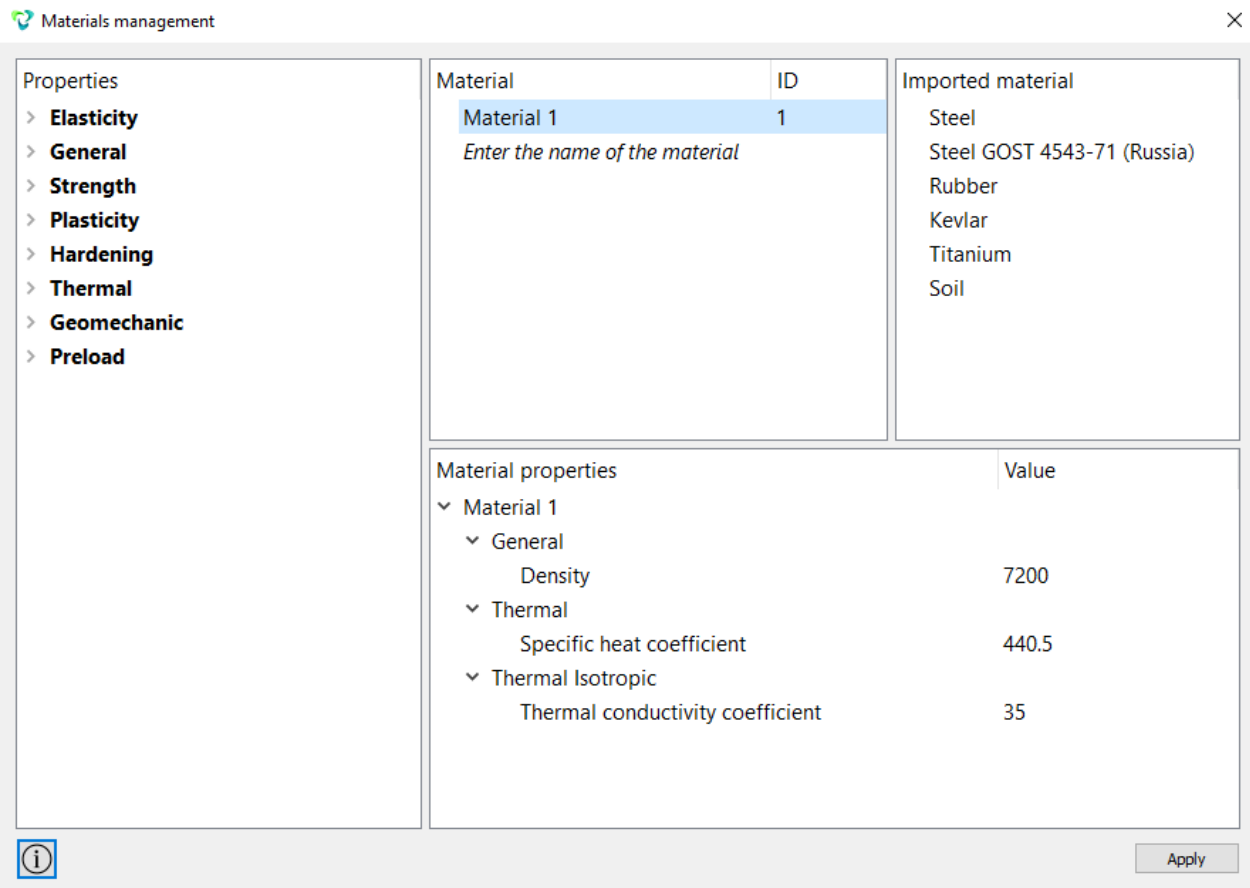 Materials management
Properties
Elasticity
General
Strength
Plasticity
Hardening
Thermal
Geomechanic
Preload
Material ID
Material 1 1
Enter the name of the material
Imported material
Steel
Steel GOST 4543-71 (Russia)
Rubber
Kevlar
Titanium
Soil
Material properties Value
Material 1
General
Density 7200
Thermal
Specific heat coefficient 440.5
Thermal Isotropic
Thermal conductivity coefficient 35
Apply